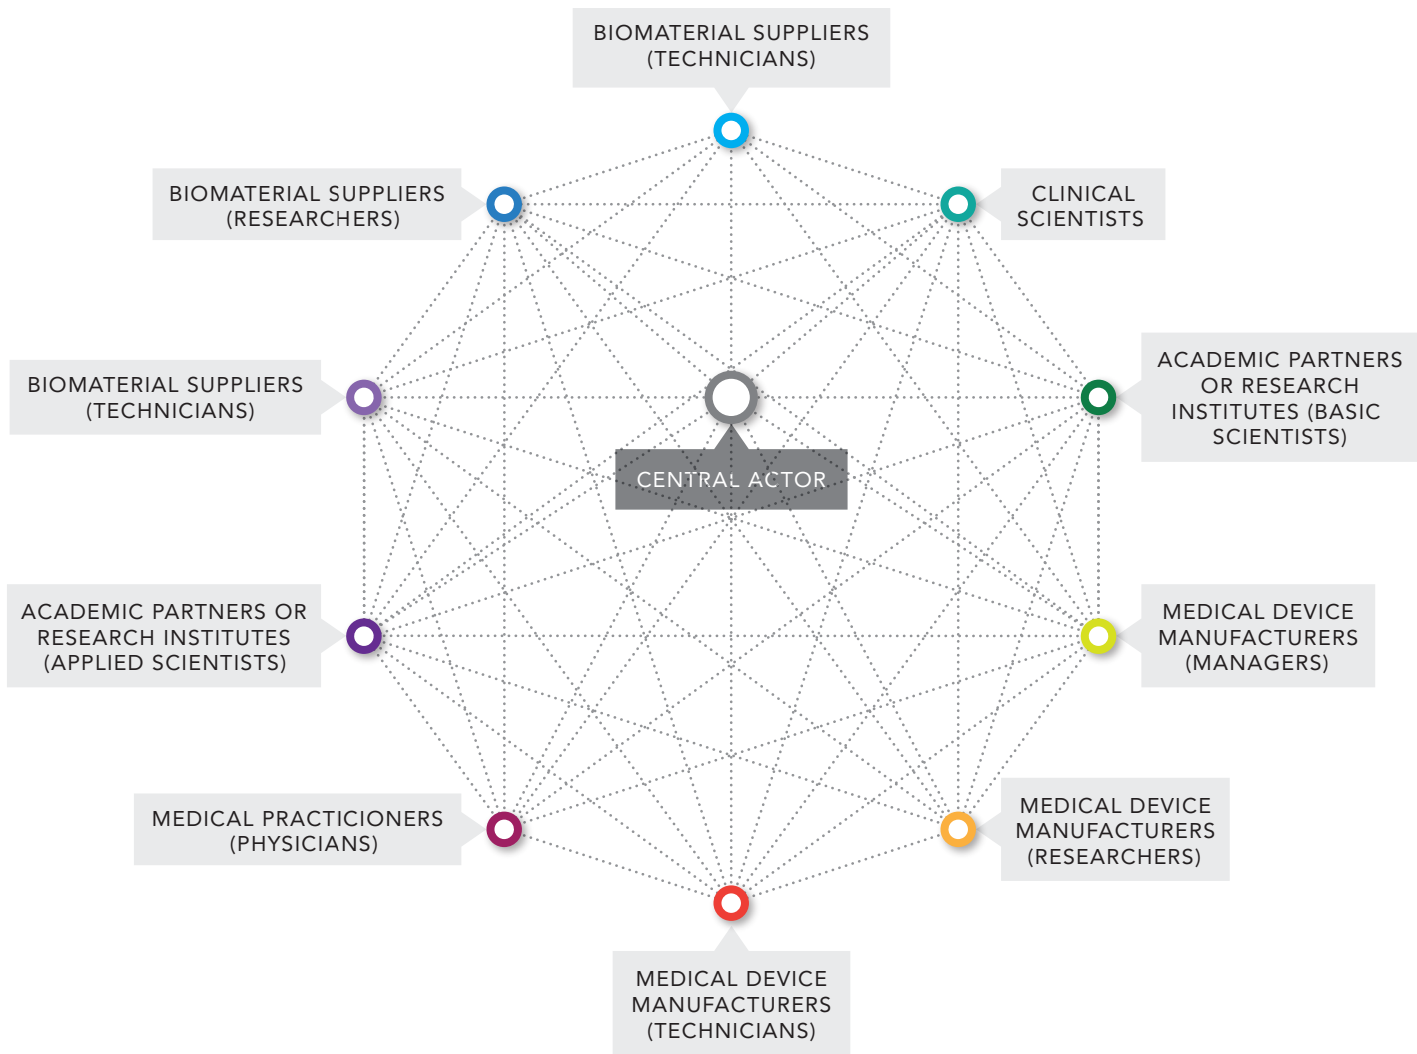 BIOMATERIAL SUPPLIERS
(TECHNICIANS)
BIOMATERIAL SUPPLIERS
(RESEARCHERS)
CLINICAL
SCIENTISTS
BIOMATERIAL SUPPLIERS
(TECHNICIANS)
ACADEMIC PARTNERS
OR RESEARCH
INSTITUTES (BASIC
SCIENTISTS)
CENTRAL ACTOR
ACADEMIC PARTNERS OR
RESEARCH INSTITUTES
(APPLIED SCIENTISTS)
MEDICAL DEVICE
MANUFACTURERS
(MANAGERS)
MEDICAL PRACTICIONERS
(PHYSICIANS)
MEDICAL DEVICE
MANUFACTURERS
(RESEARCHERS)
MEDICAL DEVICE
MANUFACTURERS
(TECHNICIANS)